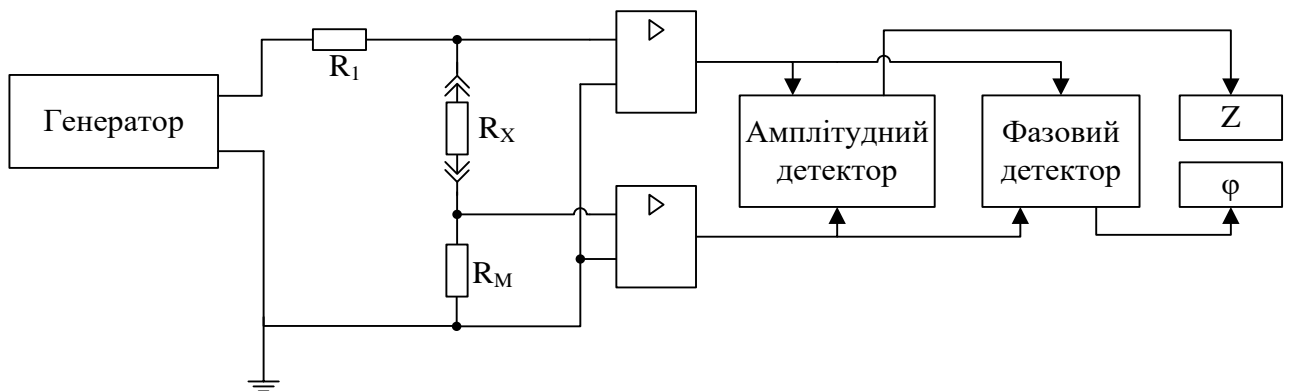 Генератор
R1
RX
RM
Амплітудний
детектор
Фазовий
детектор
Z
φ